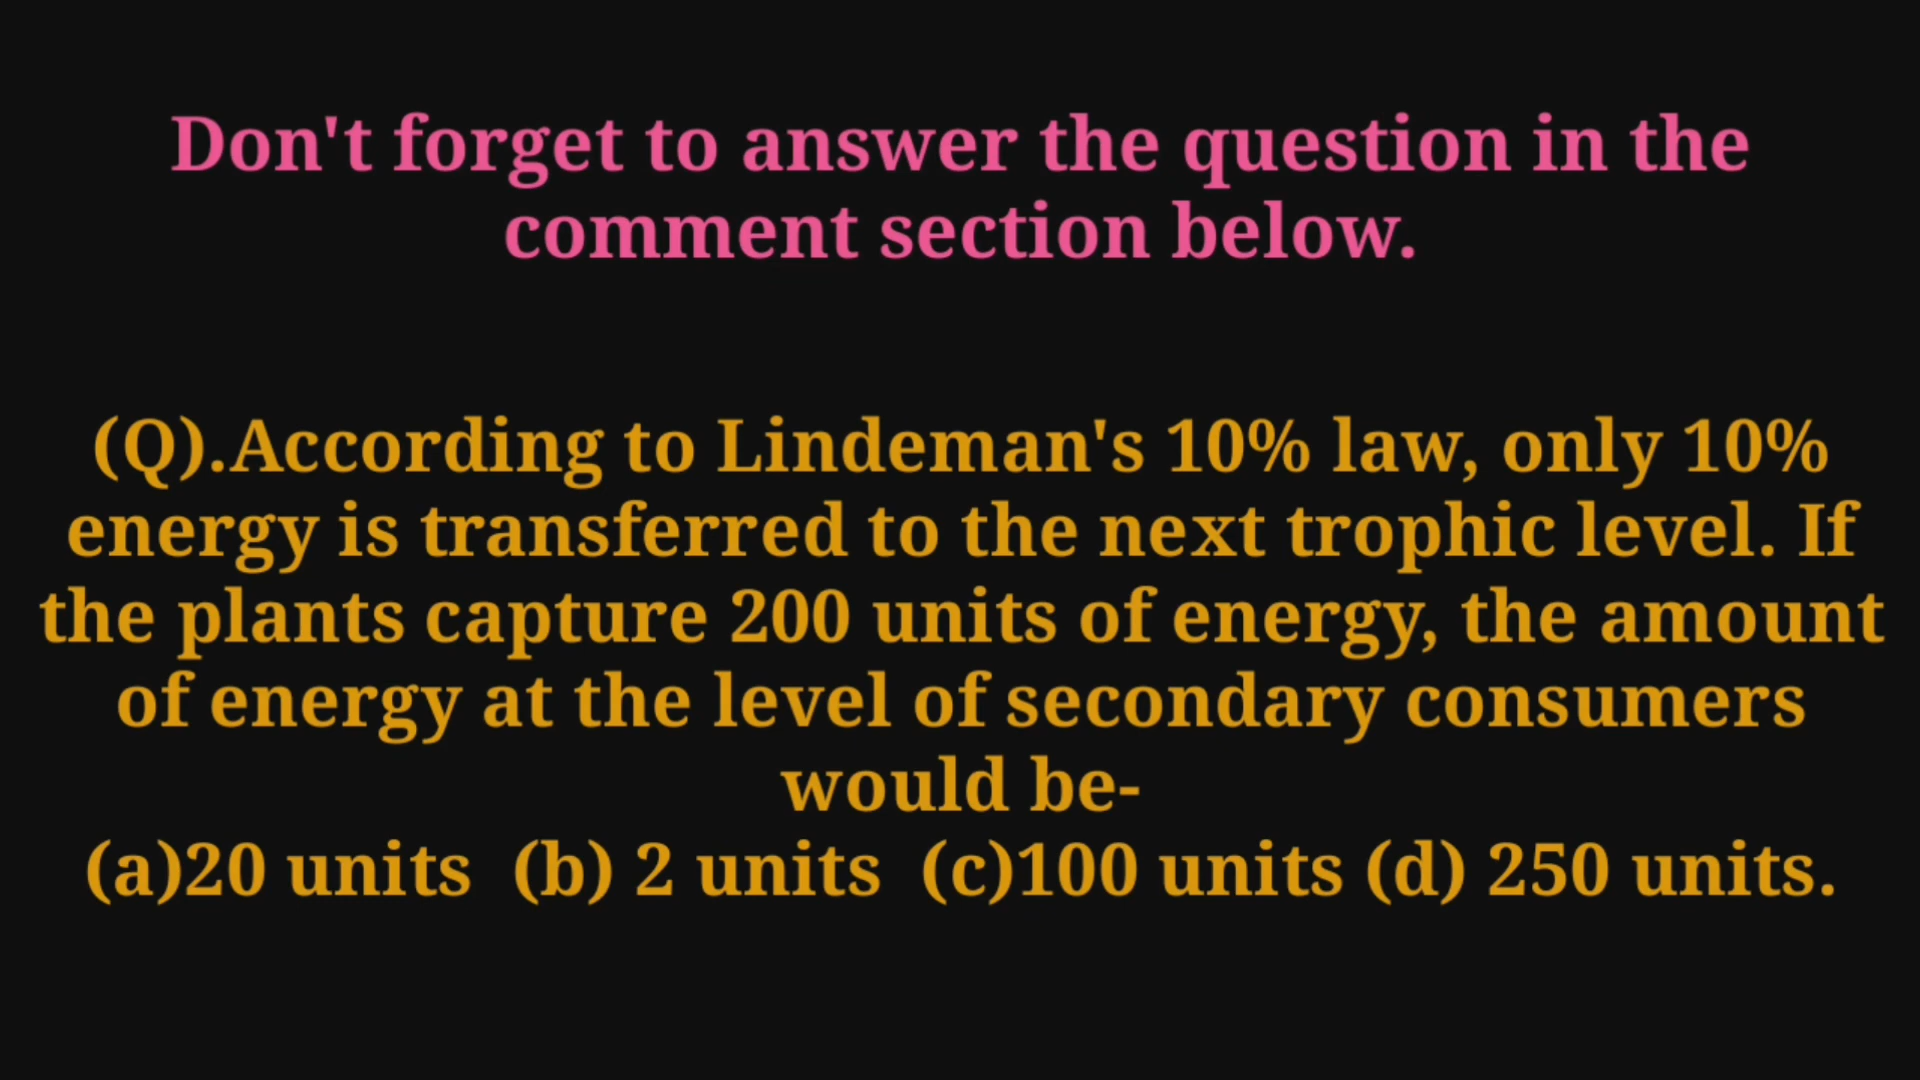 Don't forget to answer the question in the
comment section below.
(Q).According to Lindeman's 10% law, only 10%
energy is transferred to the next trophic level. If
the plants capture 200 units of energy, the amount
of energy at the level of secondary consumers
would be-
(a)20 units  (b) 2 units  (c)100 units (d) 250 units.